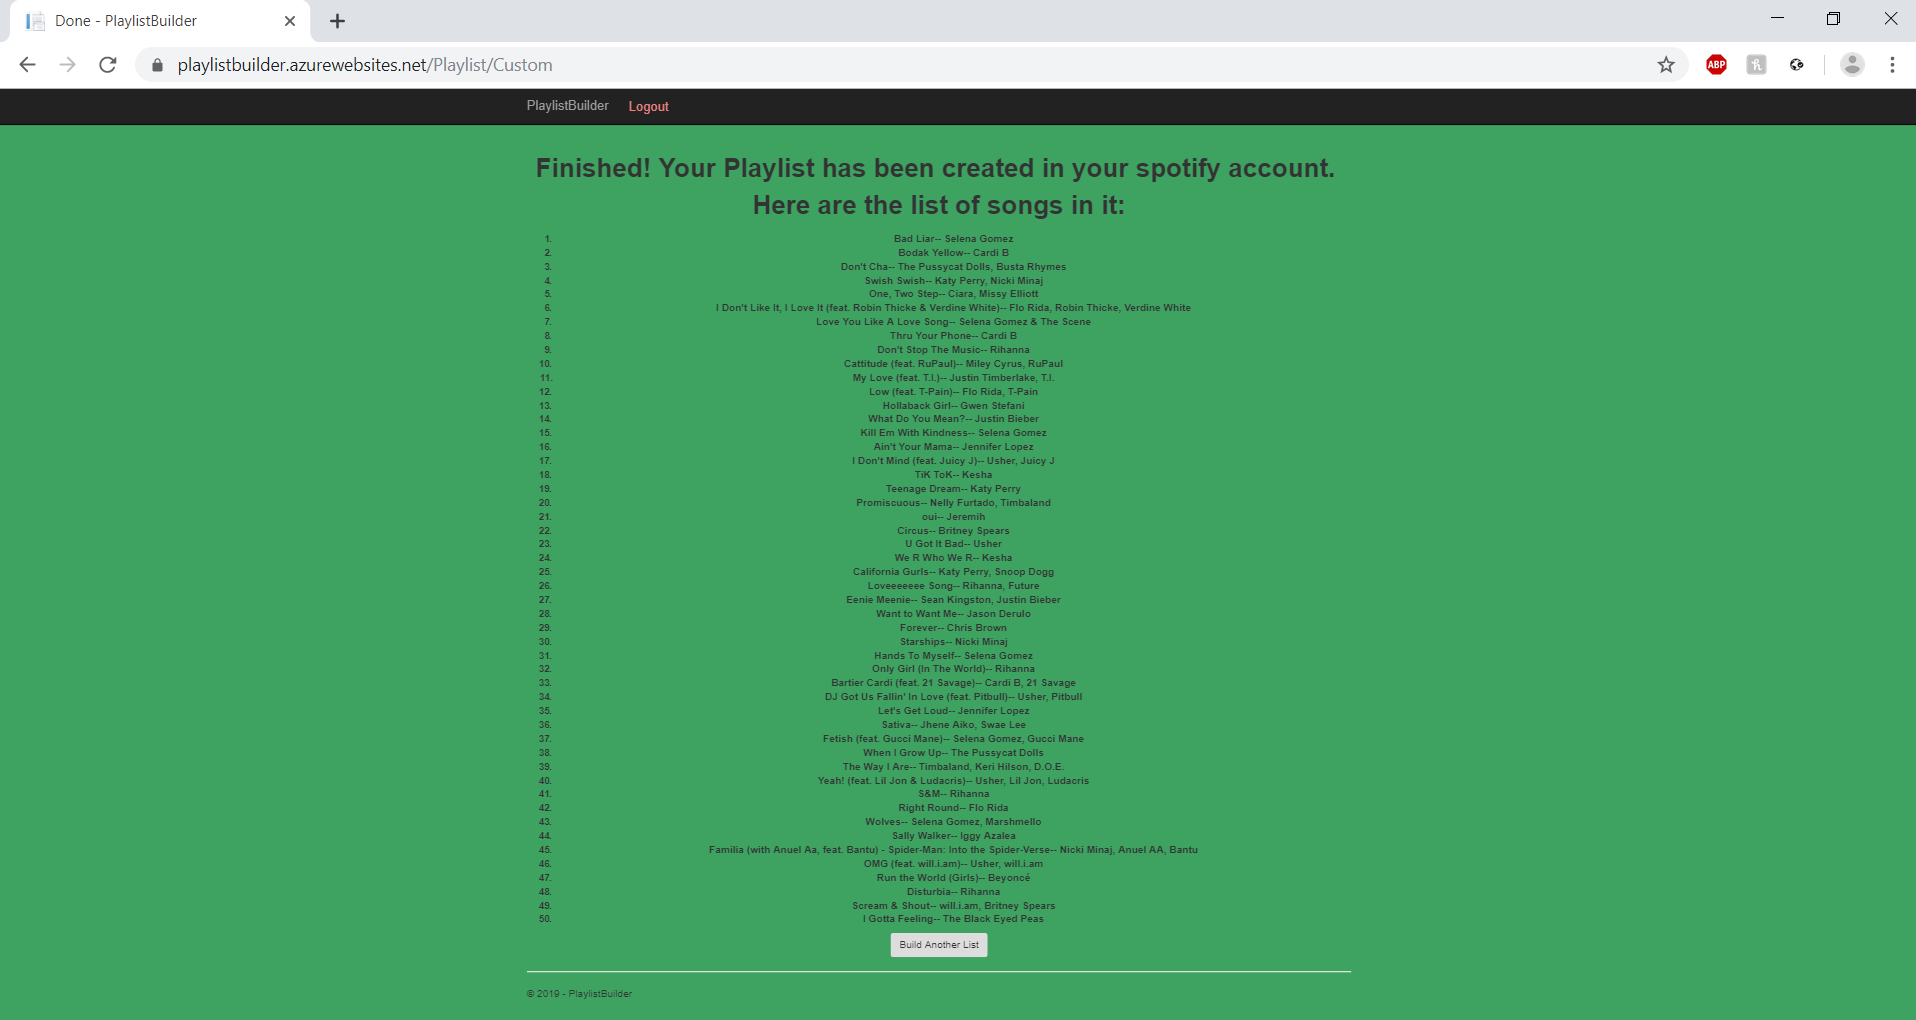 Done - PlaylistBuilder
playlistbuilder.azurewebsites.net/Playlist/Custom
ABP
PlaylistBuilder Logout
Finished! Your Playlist has been created in your spotify account.
Here are the list of songs in it:
1. Bad Liar-- Selena Gomez
2. Bodak Yellow-- Cardi B
3. Don't Cha-- The Pussycat Dolls, Busta Rhymes
4. Swish Swish-- Katy Perry, Nicki Minaj
5. One, Two Step-- Ciara, Missy Elliott
6. I Don't Like It, I Love It (feat. Robin Thicke & Verdine White)-- Flo Rida, Robin Thicke, Verdine White
7. Love You Like A Love Song-- Selena Gomez & The Scene
8. Thru Your Phone-- Cardi B
9. Don't Stop The Music-- Rihanna
10. Cattitude (feat. RuPaul)-- Miley Cyrus, RuPaul
11. My Love (feat. T.I.)-- Justin Timberlake, T.I.
12. Low (feat. T-Pain)-- Flo Rida, T-Pain
13. Hollaback Girl-- Gwen Stefani
14. What Do You Mean?-- Justin Bieber
15. Kill Em With Kindness-- Selena Gomez
16. Ain't Your Mama-- Jennifer Lopez
17. I Don't Mind (feat. Juicy J)-- Usher, Juicy J
18. TiK ToK-- Kesha
19. Teenage Dream-- Katy Perry
20. Promiscuous-- Nelly Furtado, Timbaland
21. oui-- Jeremih
22. Circus-- Britney Spears
23. U Got It Bad-- Usher
24. We R Who We R-- Kesha
25. California Gurls-- Katy Perry, Snoop Dogg
26. Loveeeeeee Song-- Rihanna, Future
27. Eenie Meenie-- Sean Kingston, Justin Bieber
28. Want to Want Me-- Jason Derulo
29. Forever-- Chris Brown
30. Starships-- Nicki Minaj
31. Hands To Myself-- Selena Gomez
32. Only Girl (In The World)-- Rihanna
33. Bartier Cardi (feat. 21 Savage)-- Cardi B, 21 Savage
34. DJ Got Us Fallin' In Love (feat. Pitbull)-- Usher, Pitbull
35. Let's Get Loud-- Jennifer Lopez
36. Sativa-- Jhene Aiko, Swae Lee
37. Fetish (feat. Gucci Mane)-- Selena Gomez, Gucci Mane
38. When I Grow Up-- The Pussycat Dolls
39. The Way I Are-- Timbaland, Keri Hilson, D.O.E.
40. Yeah! (feat. Lil Jon & Ludacris)-- Usher, Lil Jon, Ludacris
41. S&M-- Rihanna
42. Right Round-- Flo Rida
43. Wolves-- Selena Gomez, Marshmello
44. Sally Walker-- Iggy Azalea
45. Familia (with Anuel Aa, feat. Bantu) - Spider-Man: Into the Spider-Verse-- Nicki Minaj, Anuel AA, Bantu
46. OMG (feat. will.i.am)-- Usher, will.i.am
47. Run the World (Girls)-- Beyoncé
48. Disturbia-- Rihanna
49. Scream & Shout-- will.i.am, Britney Spears
50. I Gotta Feeling-- The Black Eyed Peas
Build Another List
© 2019 - PlaylistBuilder